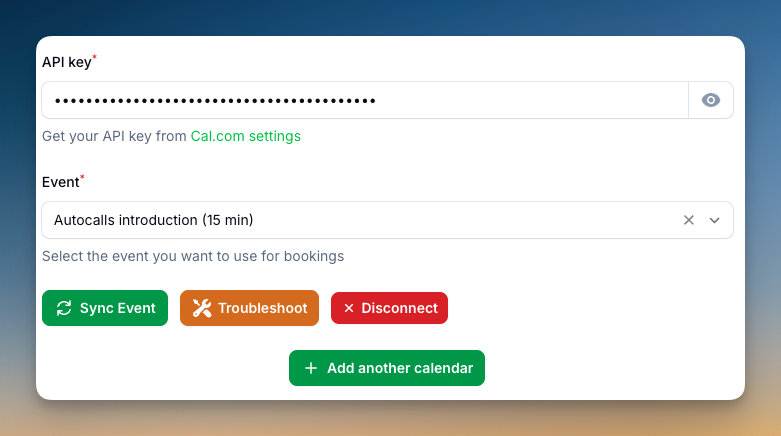 API key*
••••••••••••••••••••••••••••••••••••••••••
Get your API key from Cal.com settings
Event*
Autocalls introduction (15 min)
Select the event you want to use for bookings
Sync Event
Troubleshoot
Disconnect
Add another calendar